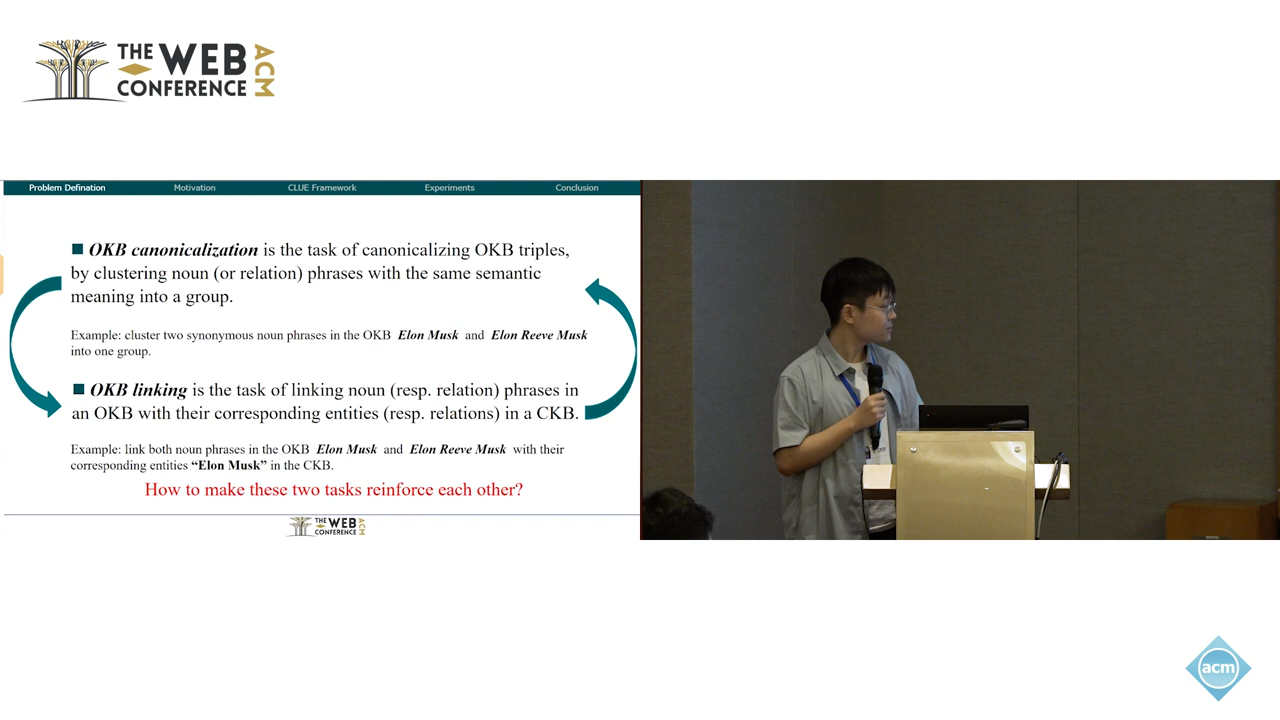 THE WEB
CONFERENCE
ACM
Problem Defination Motivation CLUE Framework Experiments Conclusion
OKB canonicalization is the task of canonicalizing OKB triples,
by clustering noun (or relation) phrases with the same semantic
meaning into a group.
Example: cluster two synonymous noun phrases in the OKB Elon Musk and Elon Reeve Musk
into one group.
OKB linking is the task of linking noun (resp. relation) phrases in
an OKB with their corresponding entities (resp. relations) in a CKB.
Example: link both noun phrases in the OKB Elon Musk and Elon Reeve Musk with their
corresponding entities “Elon Musk” in the CKB.
How to make these two tasks reinforce each other?
THE WEB
CONFERENCE
ACM
acm